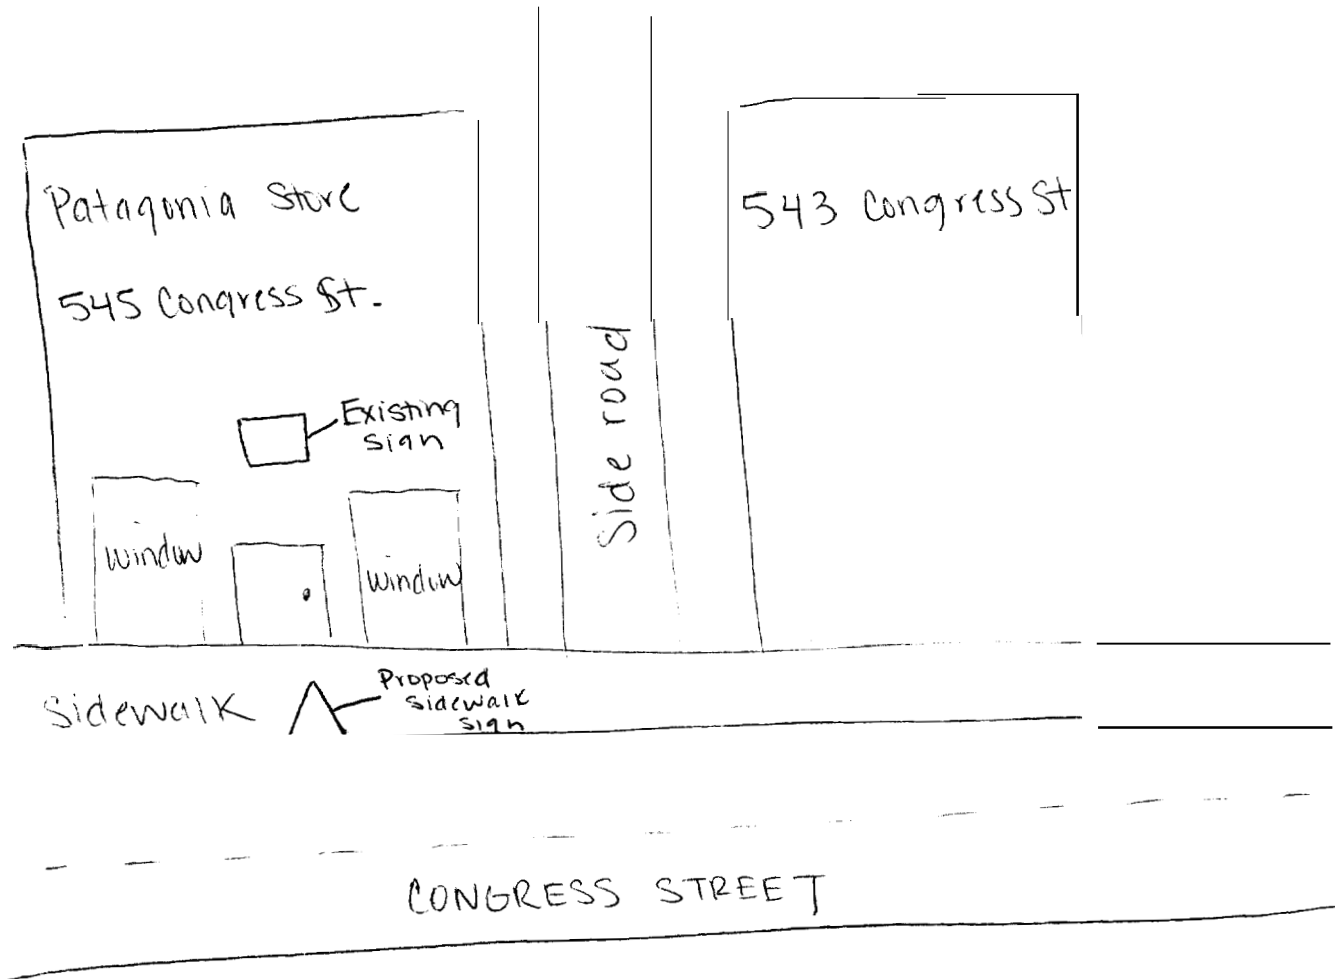 Patagonia Store
545 Congress St.
543 Congress St
Existing
sign
Side road
window
window
Sidewalk
Proposed
sidewalk
sign
CONGRESS STREET